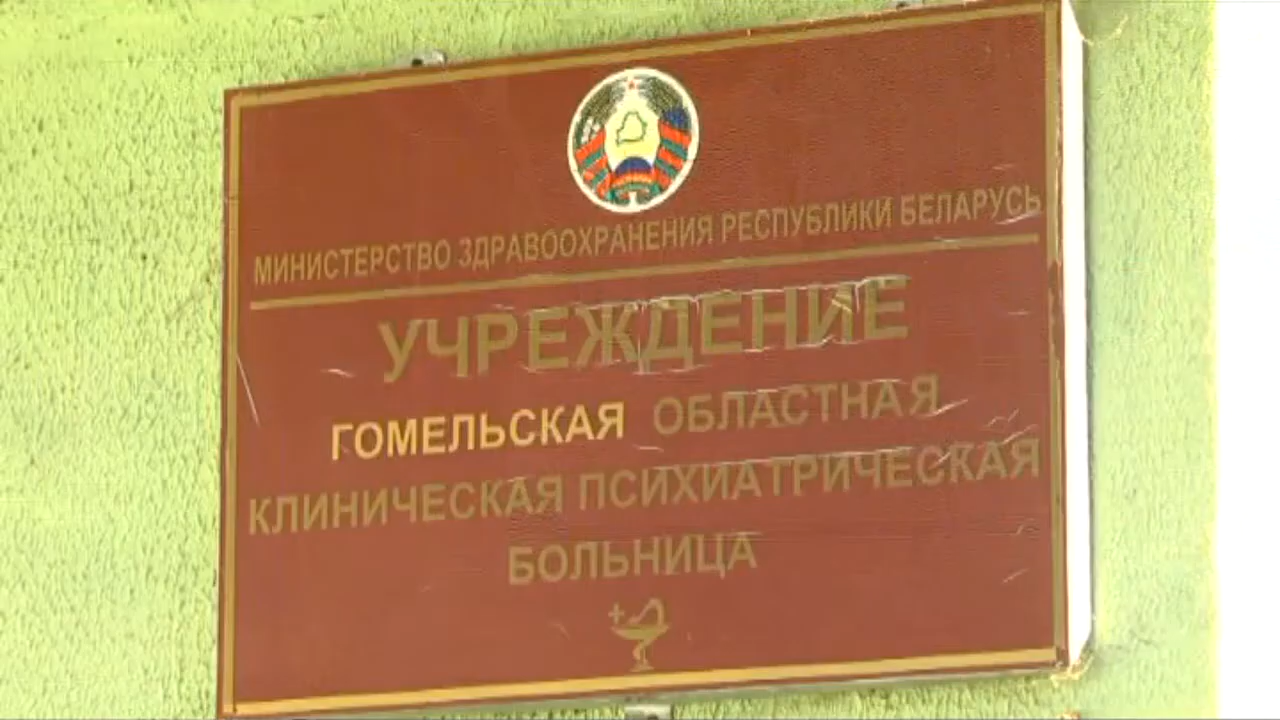 МИНИСТЕРСТВО ЗДРАВООХРАНЕНИЯ РЕСПУБЛИКИ БЕЛАРУСЬ
УЧРЕЖДЕНИЕ
ГОМЕЛЬСКАЯ ОБЛАСТНАЯ
КЛИНИЧЕСКАЯ ПСИХИАТРИЧЕСКАЯ
БОЛЬНИЦА